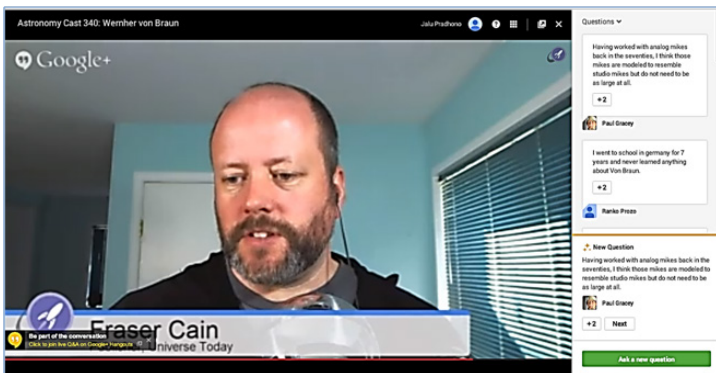 Astronomy Cast 340: Wernher von Braun
Jalu Pradhono
Google+
Fraser Cain
Universe Today
Be part of the conversation
Click to join live Q&A on Google+ Hangouts
Questions
Having worked with analog mikes
back in the seventies, I think those
mikes are modeled to resemble
studio mikes but do not need to be
as large at all.
+2
Paul Gracey
I went to school in germany for 7
years and never learned anything
about Von Braun.
+2
Ranko
New Question
Having worked with analog mikes back in the
seventies, I think those mikes are modeled to
resemble studio mikes but do not need to be
as large at all.
Paul Gracey
+2 Next
Ask a new question